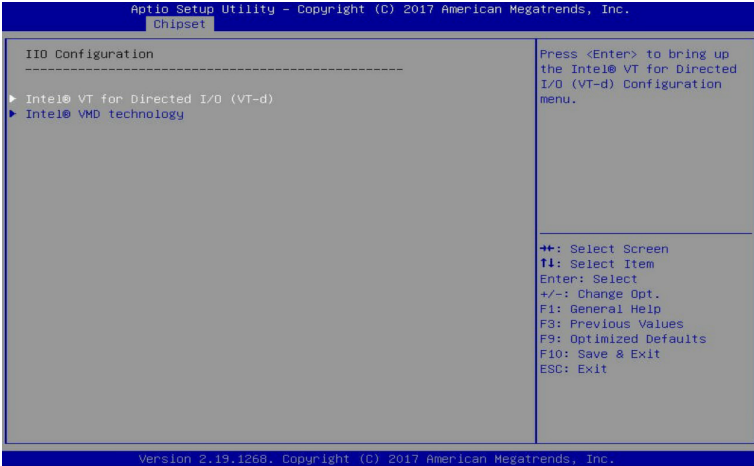 Aptio Setup Utility – Copyright (C) 2017 American Megatrends, Inc.
Chipset
IIO Configuration
--------------------------------------------------
▶ Intel® VT for Directed I/O (VT-d)
▶ Intel® VMD technology
Press <Enter> to bring up
the Intel® VT for Directed
I/O (VT-d) Configuration
menu.
→←: Select Screen
↑↓: Select Item
Enter: Select
+/-: Change Opt.
F1: General Help
F3: Previous Values
F9: Optimized Defaults
F10: Save & Exit
ESC: Exit
Version 2.19.1268. Copyright (C) 2017 American Megatrends, Inc.